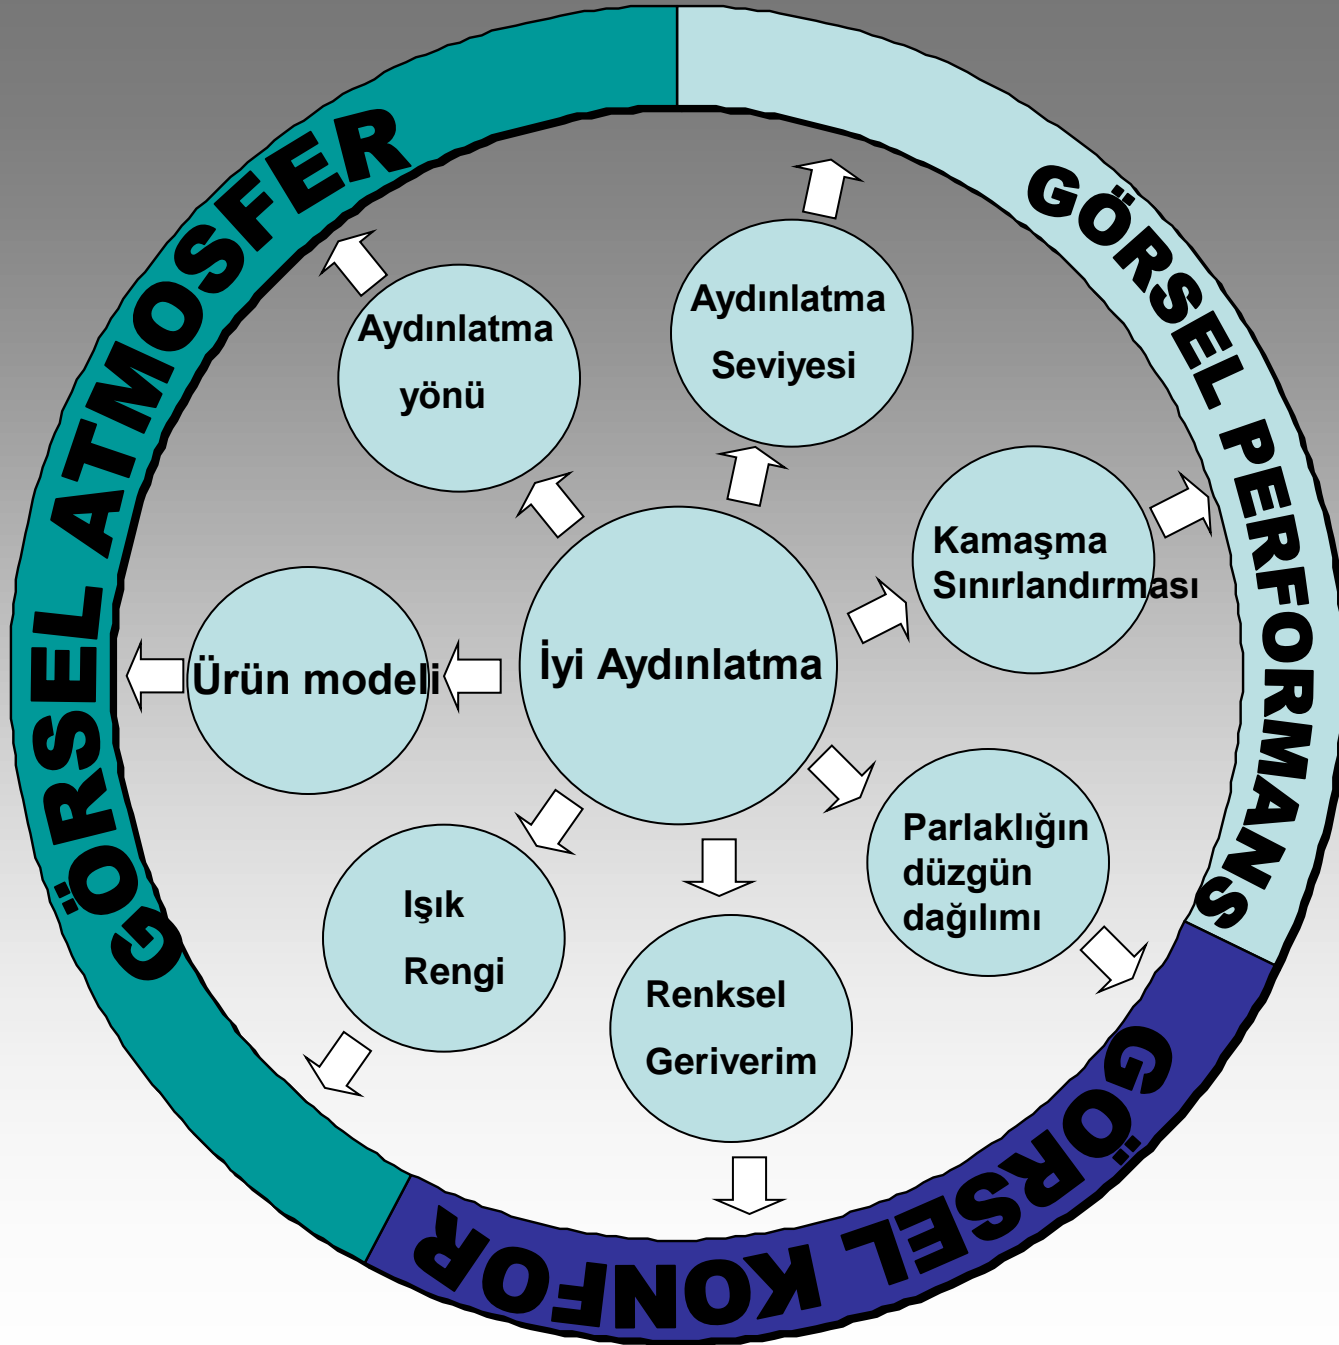 GÖRSEL ATMOSFER
GÖRSEL PERFORMANS
GÖRSEL KONFOR
Aydınlatma
yönü
Aydınlatma
Seviyesi
Kamaşma
Sınırlandırması
İyi Aydınlatma
Ürün modeli
Parlaklığın
düzgün
dağılımı
Işık
Rengi
Renksel
Geriverim